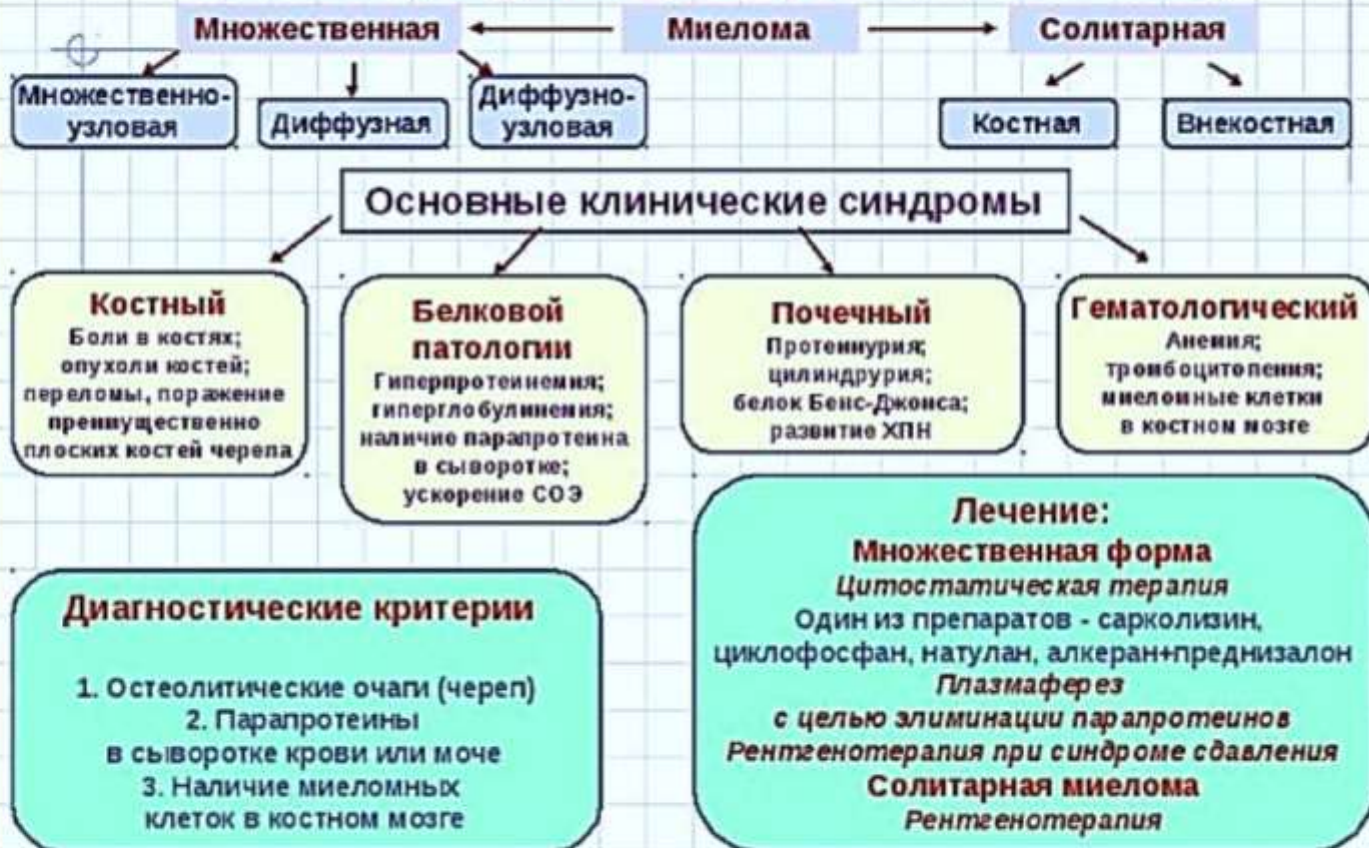 Множественная
Миелома
Солитарная
Множественно-
узловая
Диффузная
Диффузно-
узловая
Костная
Внекостная
Основные клинические синдромы
Костный
Боли в костях;
опухоли костей;
переломы, поражение
преимущественно
плоских костей черепа
Белковой
патологии
Гиперпротеинемия;
гиперглобулинемия;
наличие парапротеина
в сыворотке;
ускорение СОЭ
Почечный
Протеинурия;
цилиндрурия;
белок Бенс-Джонса;
развитие ХПН
Гематологический
Анемия;
тромбоцитопения;
миеломные клетки
в костном мозге
Диагностические критерии
1. Остеолитические очаги (череп)
2. Парапротеины
в сыворотке крови или моче
3. Наличие миеломных
клеток в костном мозге
Лечение:
Множественная форма
Цитостатическая терапия
Один из препаратов - сарколизин,
циклофосфан, натулан, алкеран+преднизалон
Плазмаферез
с целью элиминации парапротеинов
Рентгенотерапия при синдроме сдавления
Солитарная миелома
Рентгенотерапия